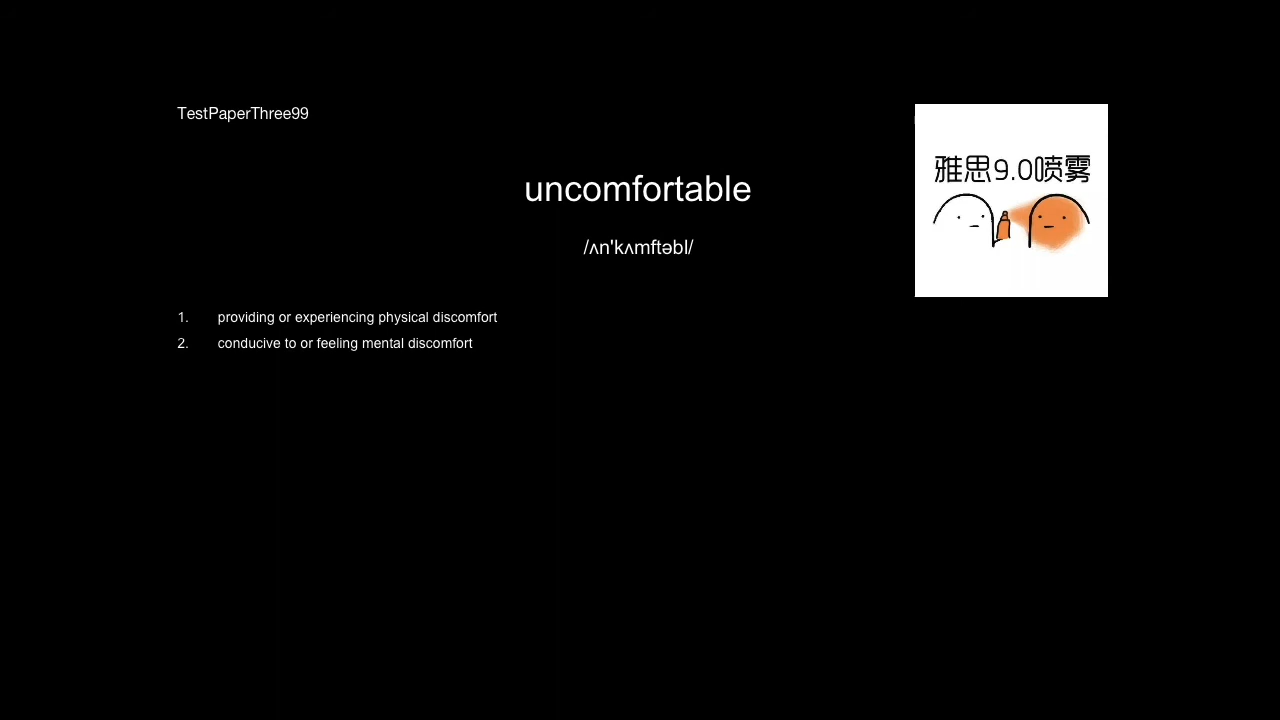 TestPaperThree99
雅思9.0喷雾
uncomfortable
/ʌn'kʌmftəbl/
1. providing or experiencing physical discomfort
2. conducive to or feeling mental discomfort